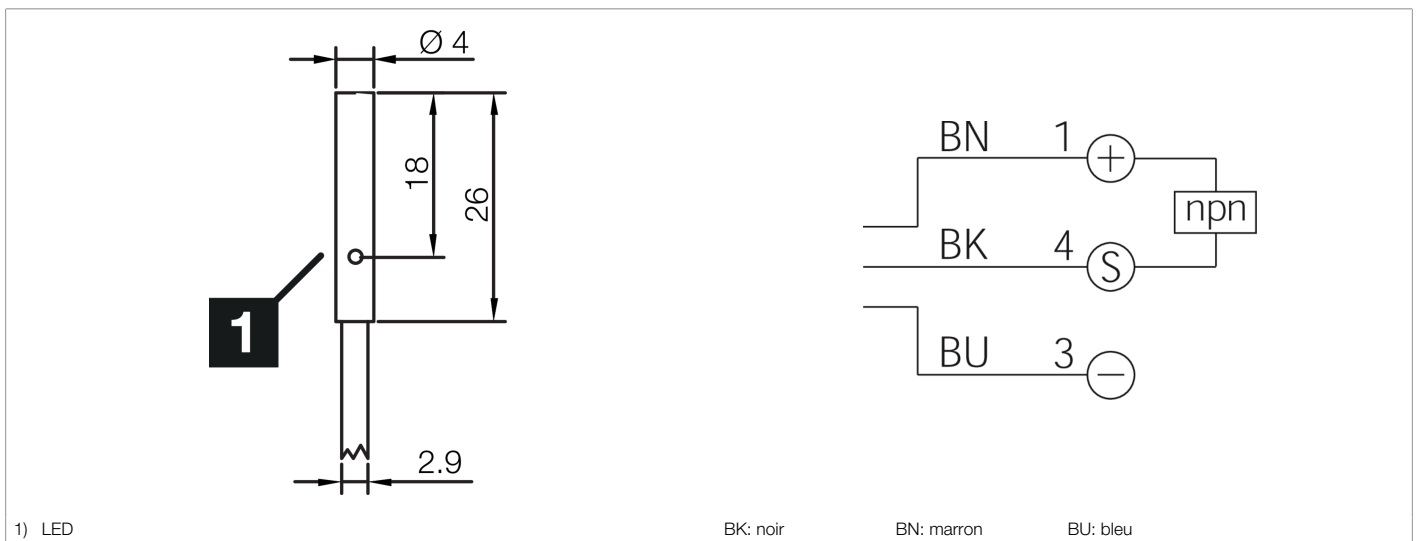 Ø 4
18
26
1
2.9
BN 1 +
npn
BK 4 S
BU 3 −
1) LED
BK: noir BN: marron BU: bleu